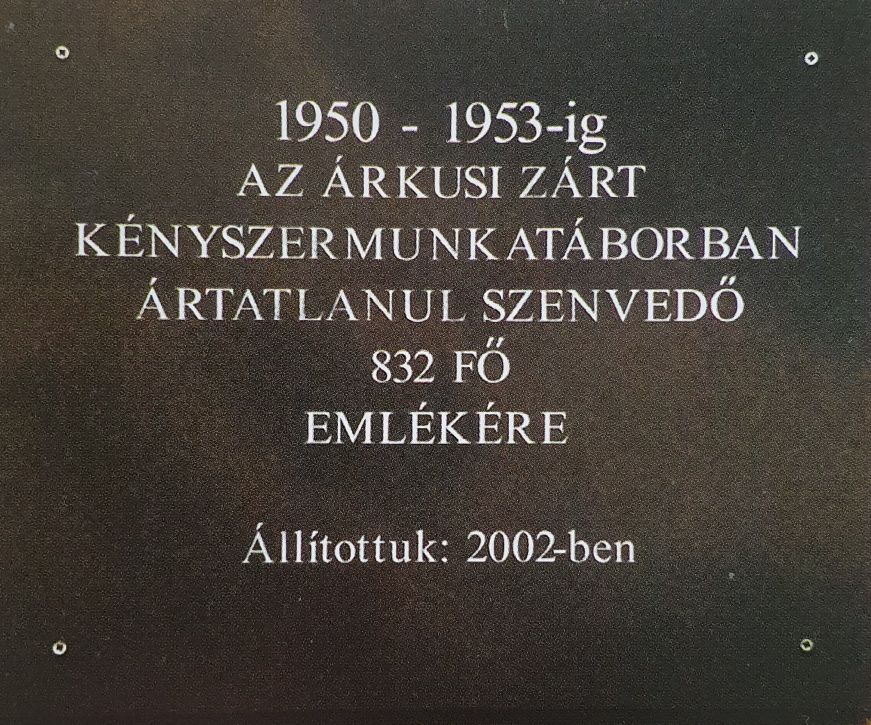 1950 - 1953-ig
AZ ÁRKUSI ZÁRT
KÉNYSZERMUNKATÁBORBAN
ÁRTATLANUL SZENVEDŐ
832 FŐ
EMLÉKÉRE
Állítottuk: 2002-ben